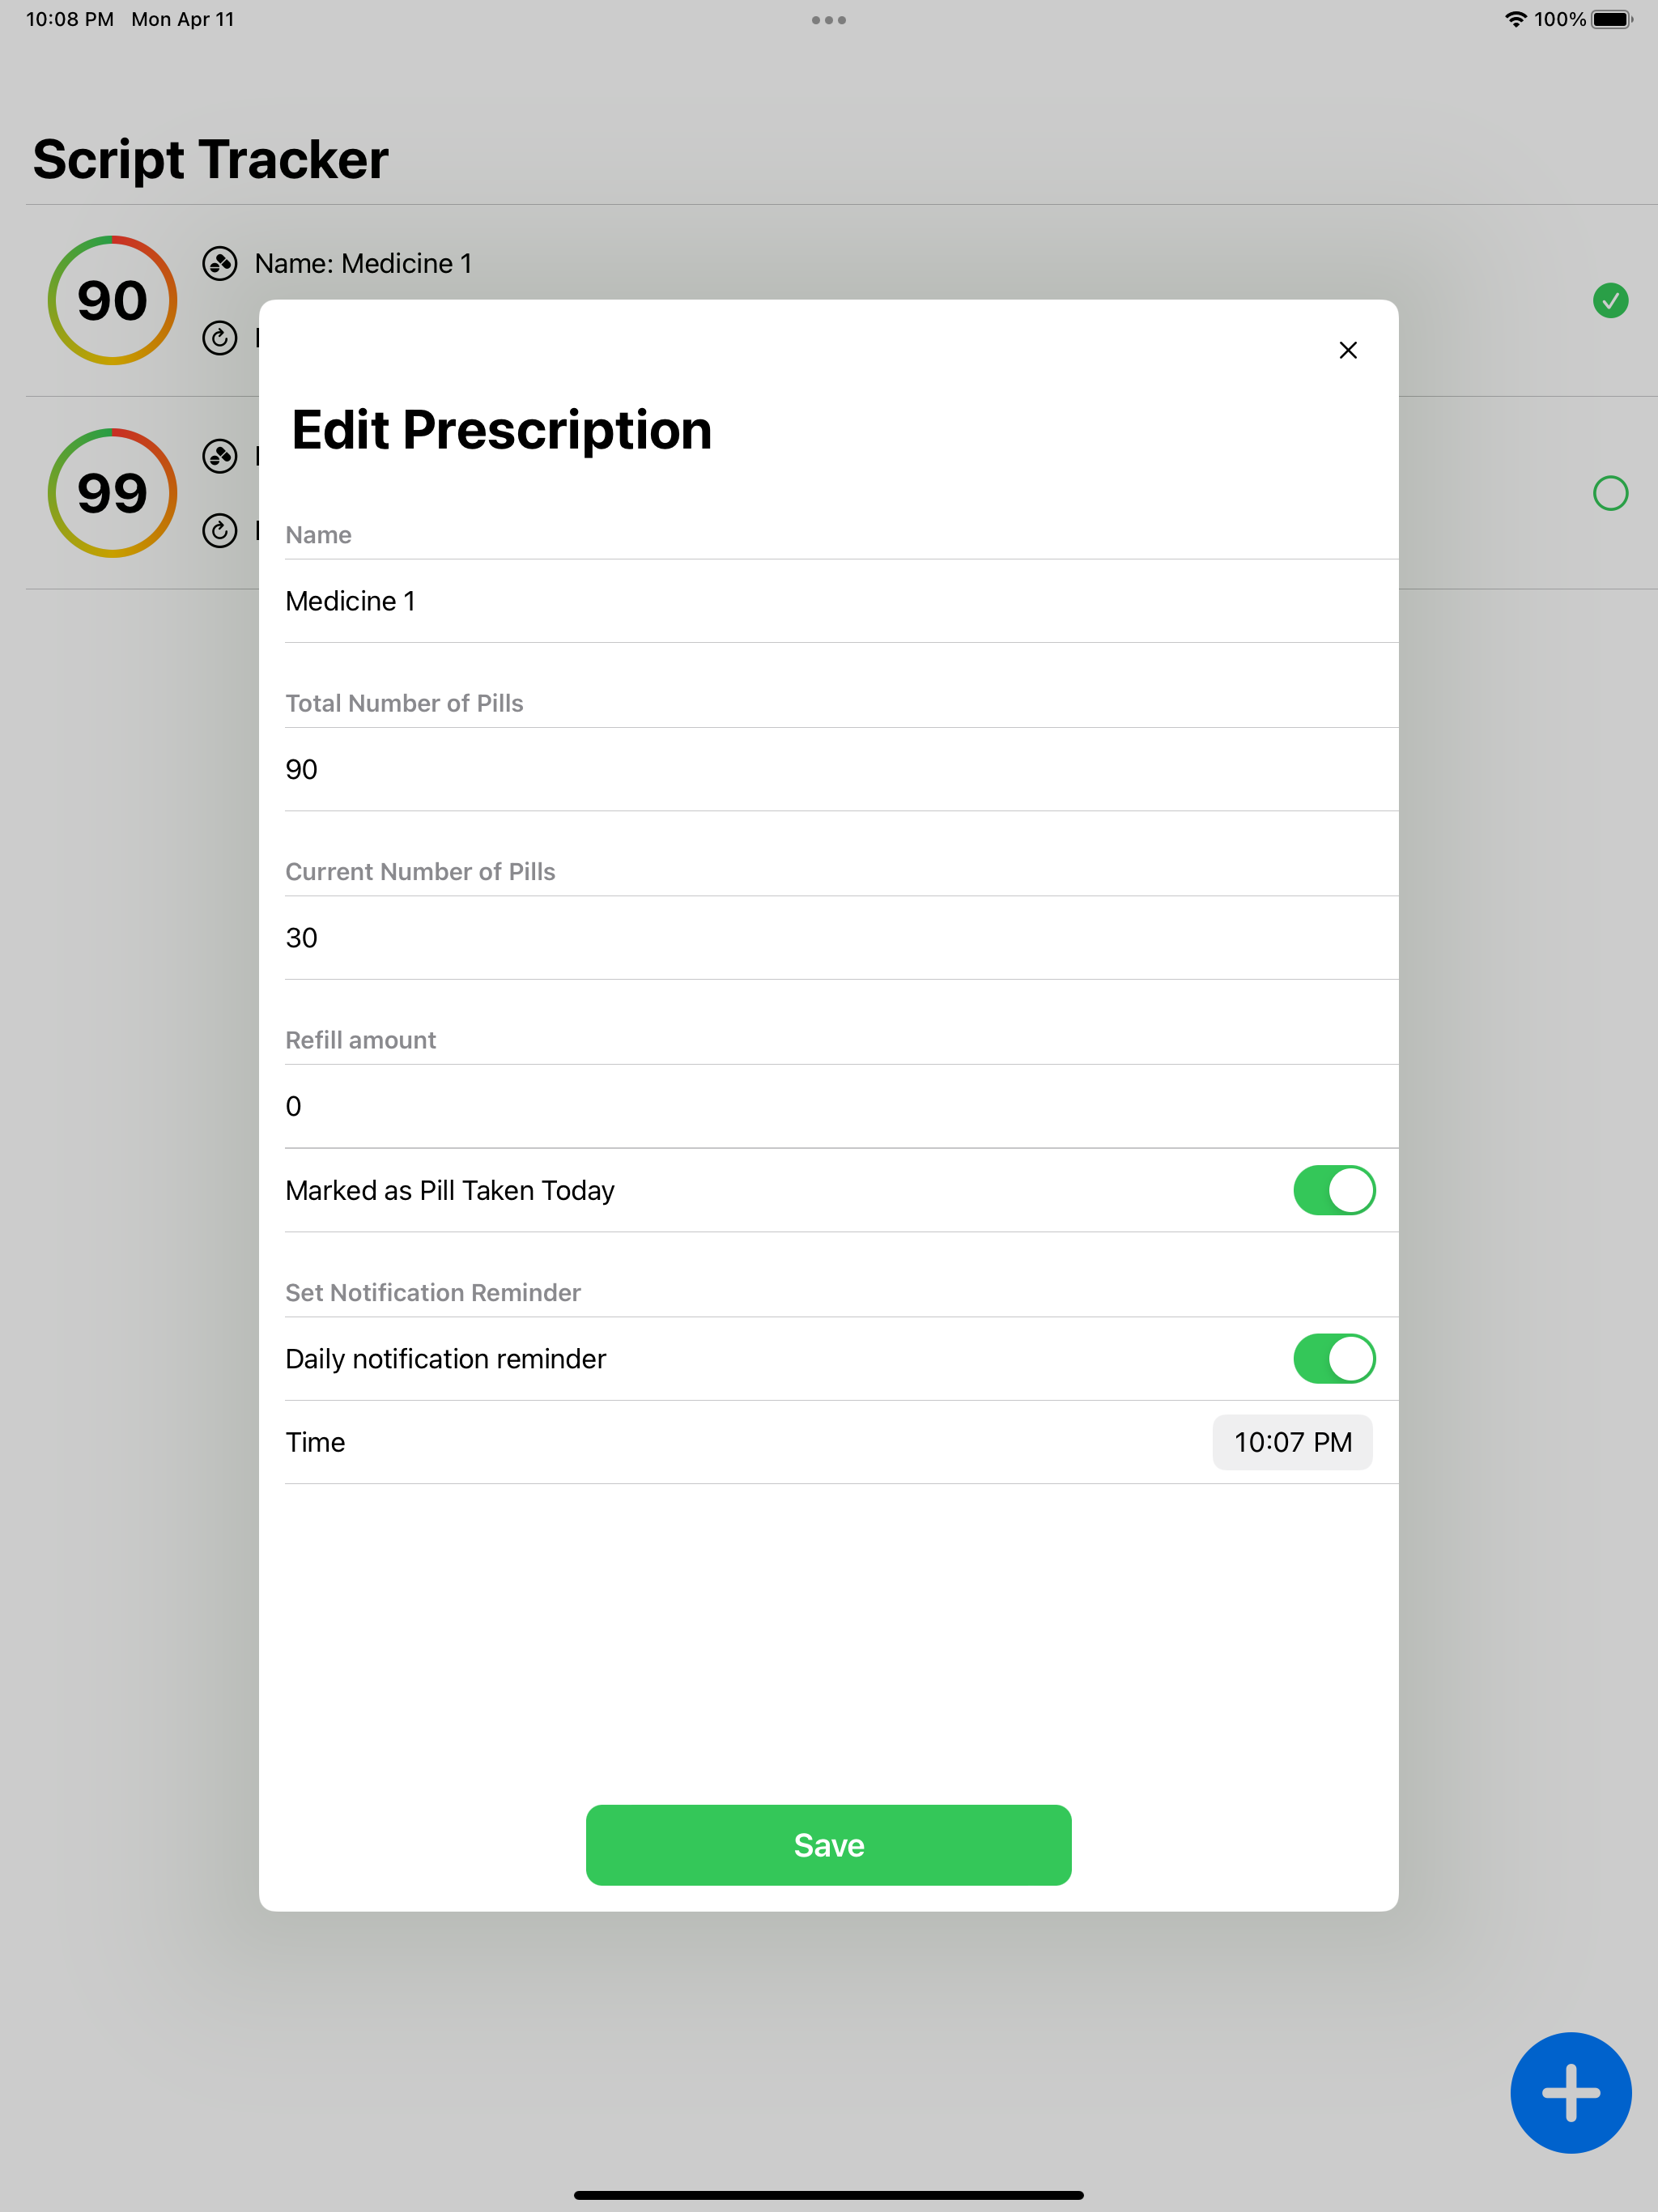 10:08 PM Mon Apr 11
100%
Script Tracker
90
Name: Medicine 1
99
Edit Prescription
Name
Medicine 1
Total Number of Pills
90
Current Number of Pills
30
Refill amount
0
Marked as Pill Taken Today
Set Notification Reminder
Daily notification reminder
Time 10:07 PM
Save